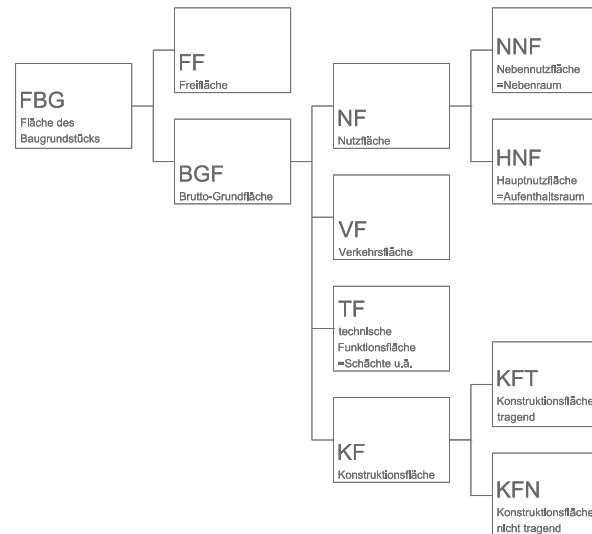 FBG
Fläche des
Baugrundstücks
FF
Freifläche
BGF
Brutto-Grundfläche
NF
Nutzfläche
VF
Verkehrsfläche
TF
technische
Funktionsfläche
=Schächte u.ä.
KF
Konstruktionsfläche
NNF
Nebennutzfläche
=Nebenraum
HNF
Hauptnutzfläche
=Aufenthaltsraum
KFT
Konstruktionsfläche
tragend
KFN
Konstruktionsfläche
nicht tragend